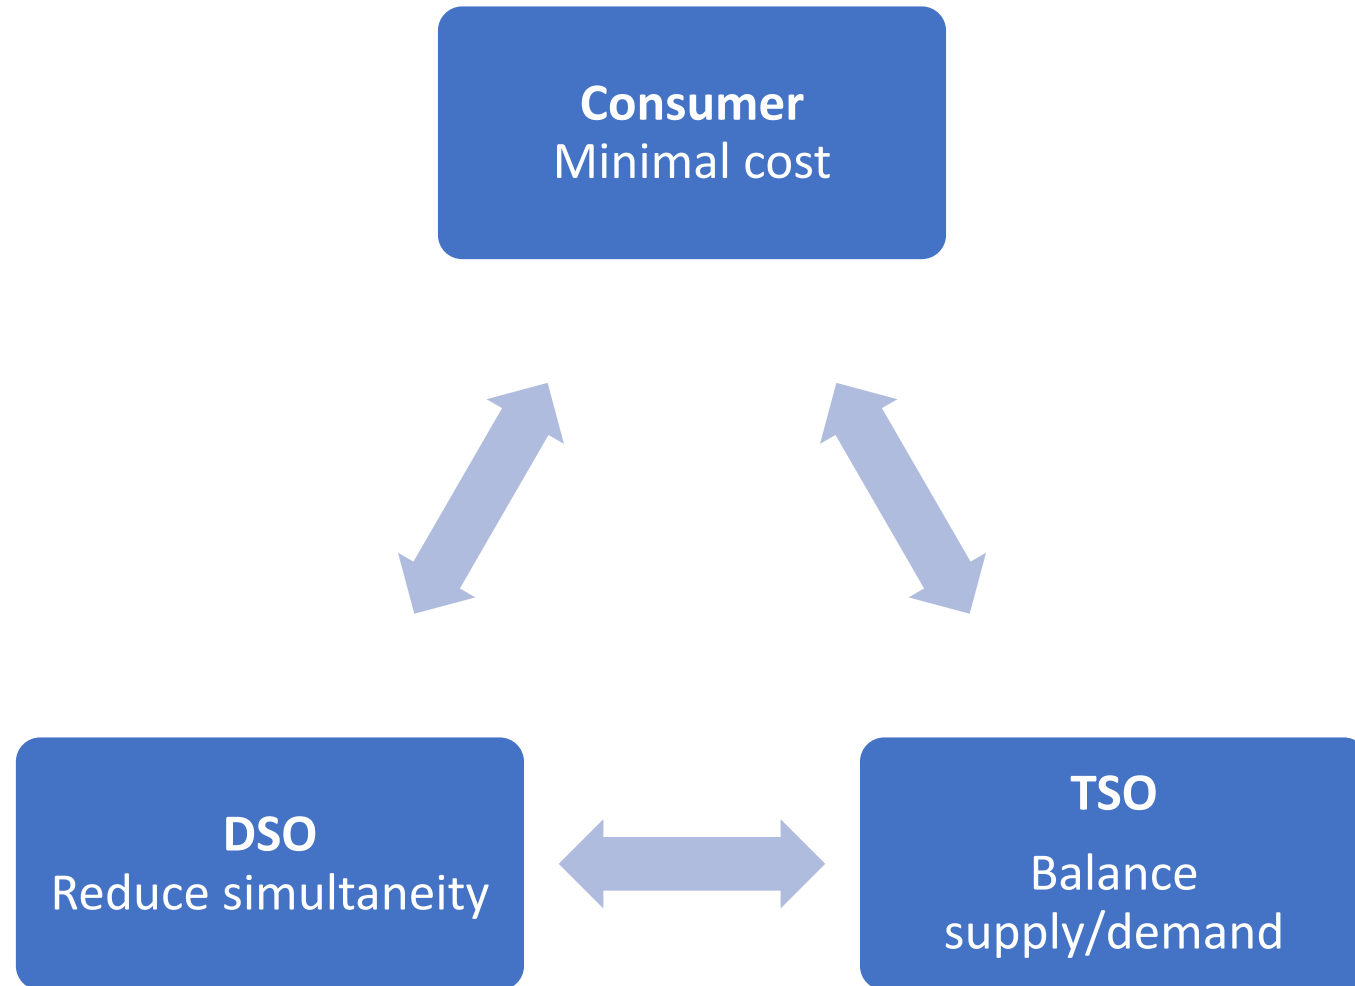 Consumer
Minimal cost
DSO
Reduce simultaneity
TSO
Balance
supply/demand